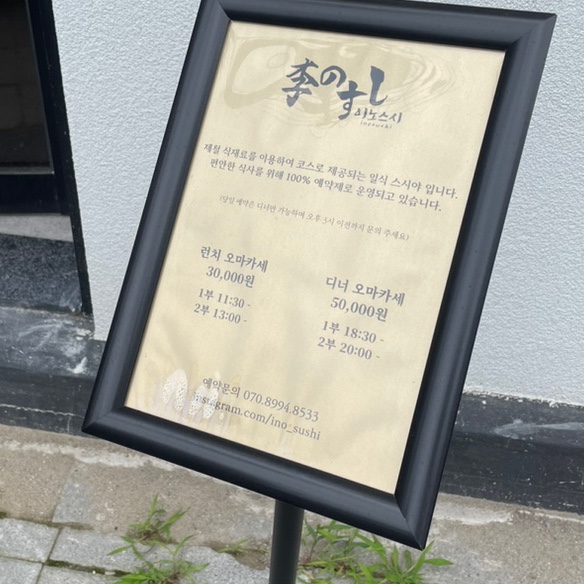 李のすし
이노스시
inosushi
제철 식재료를 이용하여 코스로 제공되는 일식 스시야 입니다.
편안한 식사를 위해 100% 예약제로 운영되고 있습니다.
(당일 예약은 디너만 가능하며 오후 3시 이전까지 문의 주세요)
런치 오마카세
30,000원
1부 11:30 -
2부 13:00 -
디너 오마카세
50,000원
1부 18:30 -
2부 20:00 -
예약문의 070.8994.8533
instagram.com/ino_sushi